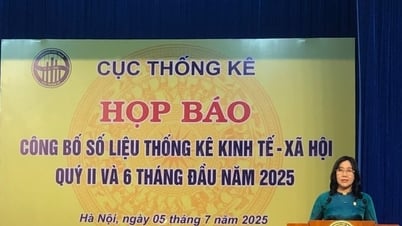 CỤC THỐNG KÊ
HỌP BÁO
CÔNG BỐ SỐ LIỆU THỐNG KÊ KINH TẾ - XÃ HỘI
QUÝ II VÀ 6 THÁNG ĐẦU NĂM 2025
Hà Nội, ngày 05 tháng 7 năm 2025